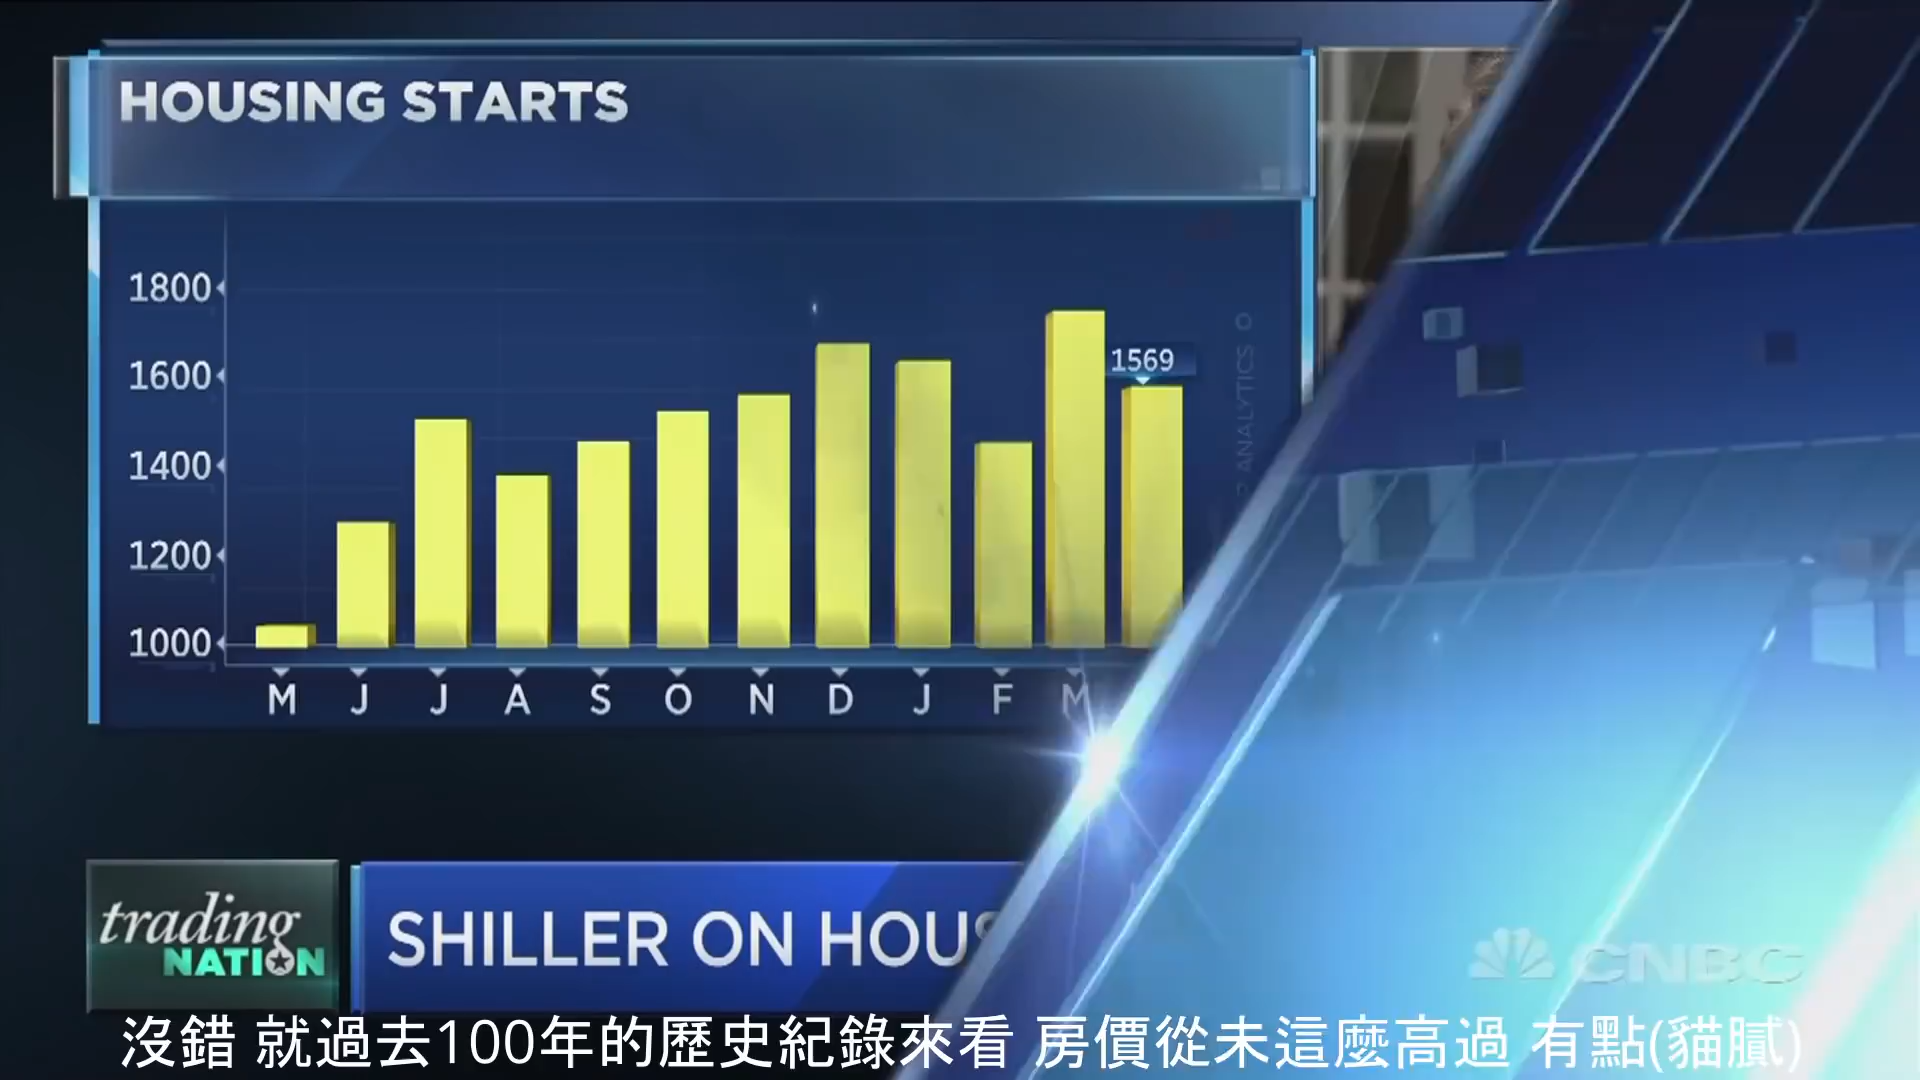 HOUSING STARTS
1800
1600
1400
1200
1000
1569
M J J A S O N D J F M
ANALYTICS
trading
NATION
SHILLER ON HOUS
CNBC
沒錯 就過去100年的歷史紀錄來看 房價從未這麼高過 有點(貓膩)